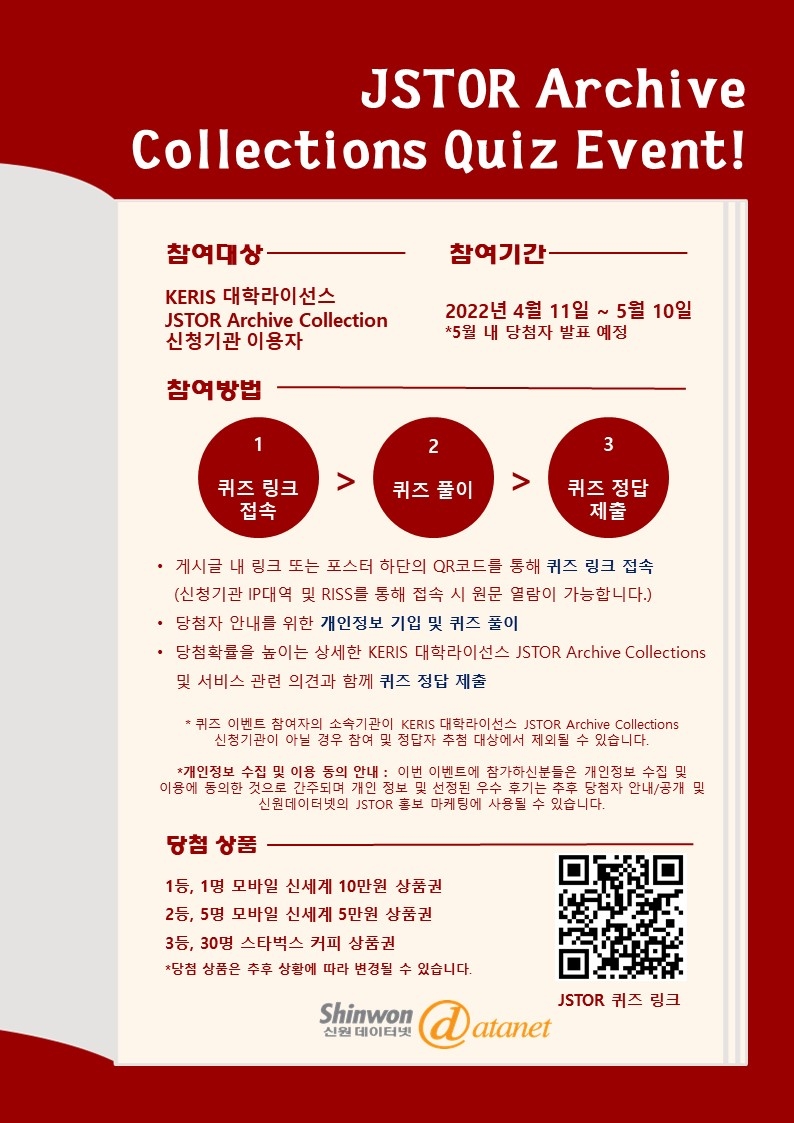 JSTOR Archive
Collections Quiz Event!
참여대상
KERIS 대학라이선스
JSTOR Archive Collection
신청기관 이용자
참여기간
2022년 4월 11일 ~ 5월 10일
*5월 내 당첨자 발표 예정
참여방법
1
퀴즈 링크
접속
>
2
퀴즈 풀이
>
3
퀴즈 정답
제출
• 게시글 내 링크 또는 포스터 하단의 QR코드를 통해 퀴즈 링크 접속
(신청기관 IP대역 및 RISS를 통해 접속 시 원문 열람이 가능합니다.)
• 당첨자 안내를 위한 개인정보 기입 및 퀴즈 풀이
• 당첨확률을 높이는 상세한 KERIS 대학라이선스 JSTOR Archive Collections
및 서비스 관련 의견과 함께 퀴즈 정답 제출
* 퀴즈 이벤트 참여자의 소속기관이 KERIS 대학라이선스 JSTOR Archive Collections
신청기관이 아닐 경우 참여 및 정답자 추첨 대상에서 제외될 수 있습니다.
*개인정보 수집 및 이용 동의 안내 : 이번 이벤트에 참가하신분들은 개인정보 수집 및
이용에 동의한 것으로 간주되며 개인 정보 및 선정된 우수 후기는 추후 당첨자 안내/공개 및
신원데이터넷의 JSTOR 홍보 마케팅에 사용될 수 있습니다.
당첨 상품
1등, 1명 모바일 신세계 10만원 상품권
2등, 5명 모바일 신세계 5만원 상품권
3등, 30명 스타벅스 커피 상품권
*당첨 상품은 추후 상황에 따라 변경될 수 있습니다.
JSTOR 퀴즈 링크
Shinwon
신원데이터넷
datanet